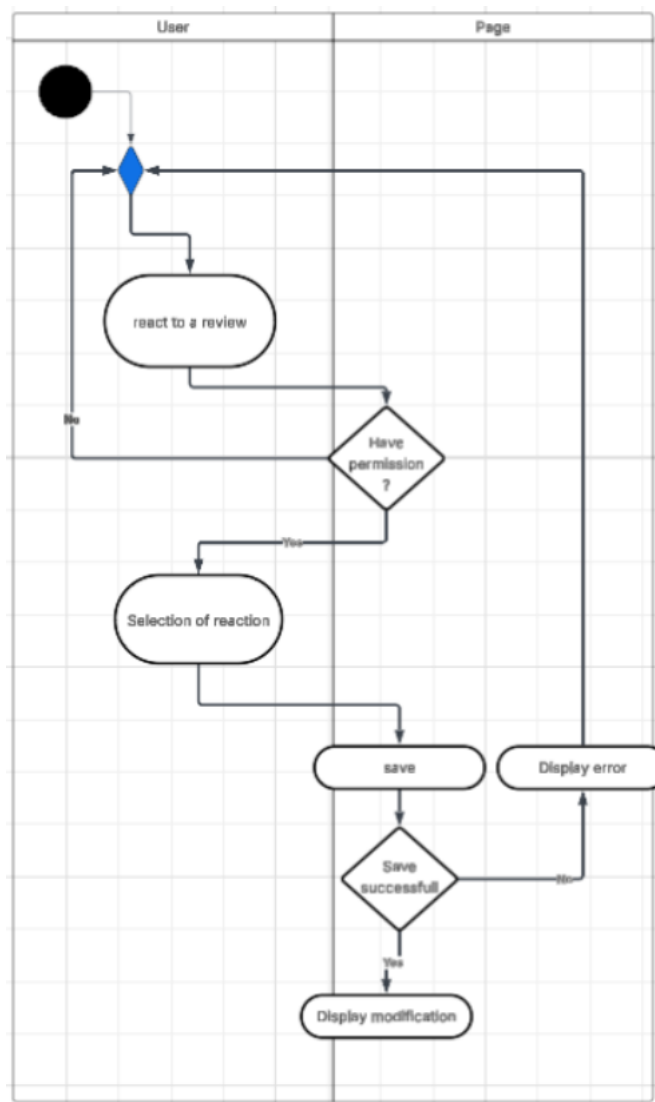 User
Page
react to a review
Have
permission
?
No
Yes
Selection of reaction
save
Display error
Save
successfull
No
Yes
Display modification